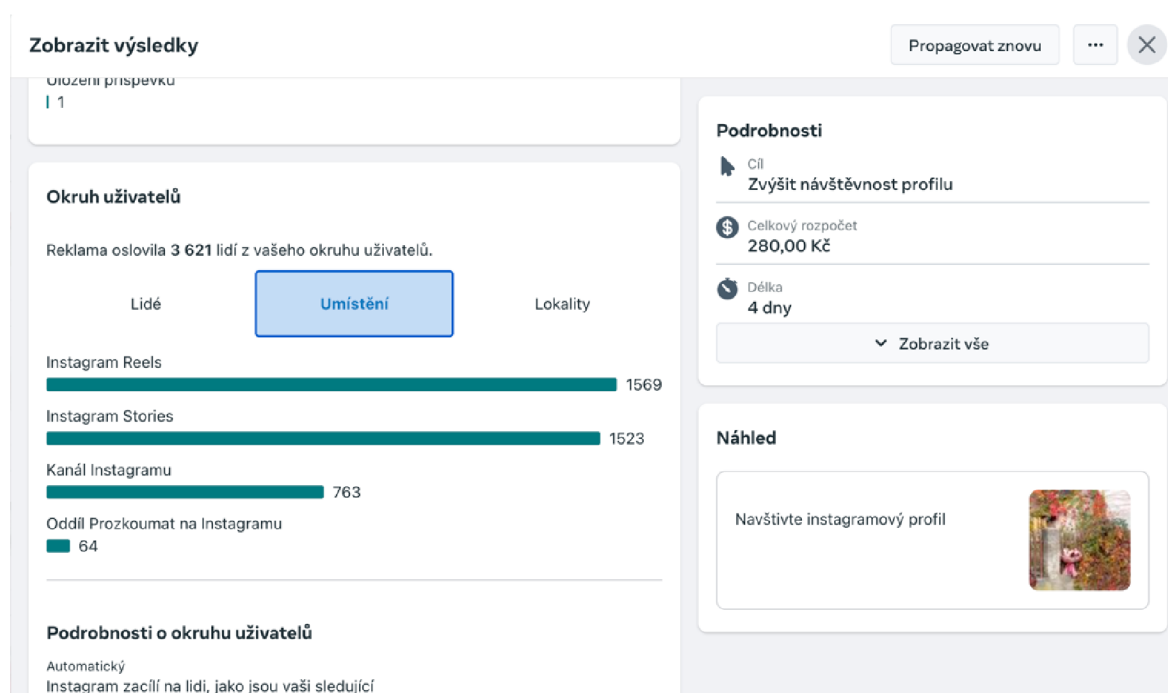 Zobrazit výsledky
Propagovat znovu
Uložení příspěvku
1
Okruh uživatelů
Reklama oslovila 3 621 lidí z vašeho okruhu uživatelů.
Lidé
Umístění
Lokality
Instagram Reels
1569
Instagram Stories
1523
Kanál Instagramu
763
Oddíl Prozkoumat na Instagramu
64
Podrobnosti o okruhu uživatelů
Automatický
Instagram zacílí na lidi, jako jsou vaši sledující
Podrobnosti
Cíl
Zvýšit návštěvnost profilu
Celkový rozpočet
280,00 Kč
Délka
4 dny
Zobrazit vše
Náhled
Navštivte instagramový profil